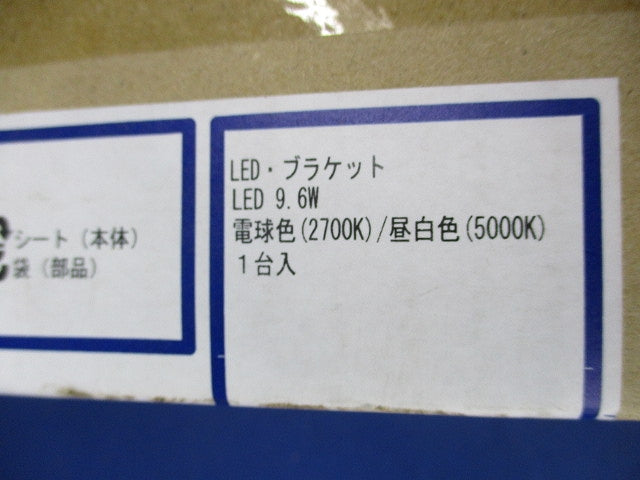 シート（本体）
袋（部品）
LED・ブラケット
LED 9.6W
電球色(2700K)/昼白色(5000K)
１台入